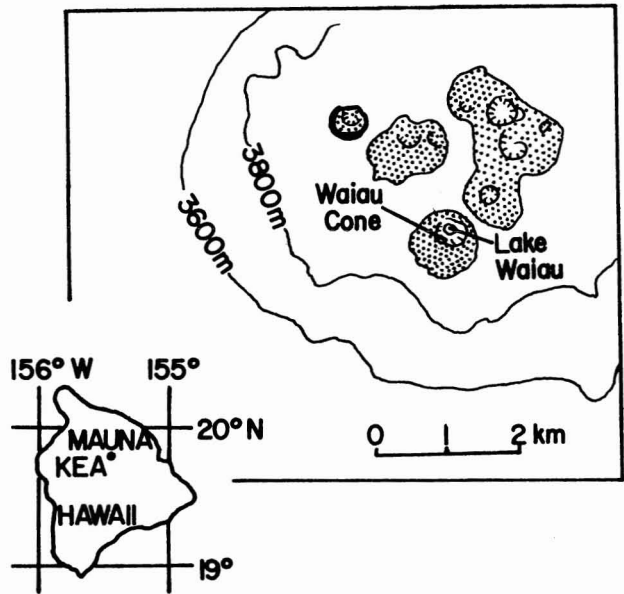 3800m
3600m
Waiau
Cone
Lake
Waiau
0 1 2 km
156° W 155°
20° N
MAUNA
KEA
HAWAII
19°